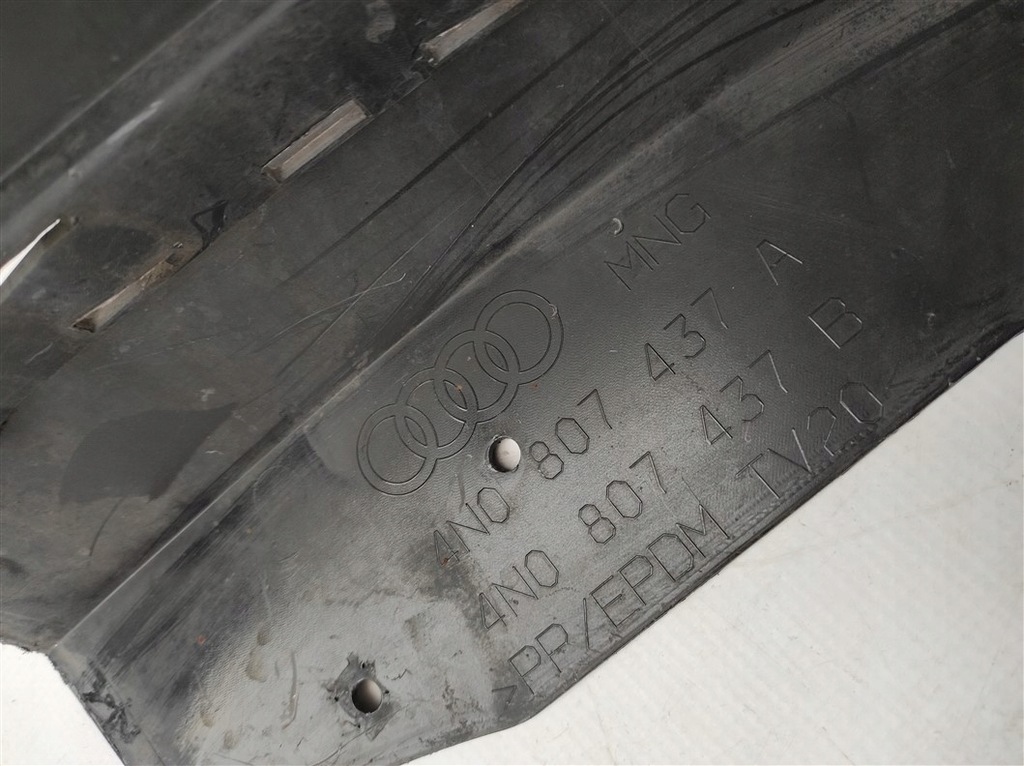 MNG
4N0 807 437 A
4N0 807 437 B
>PP/EPDM TV20